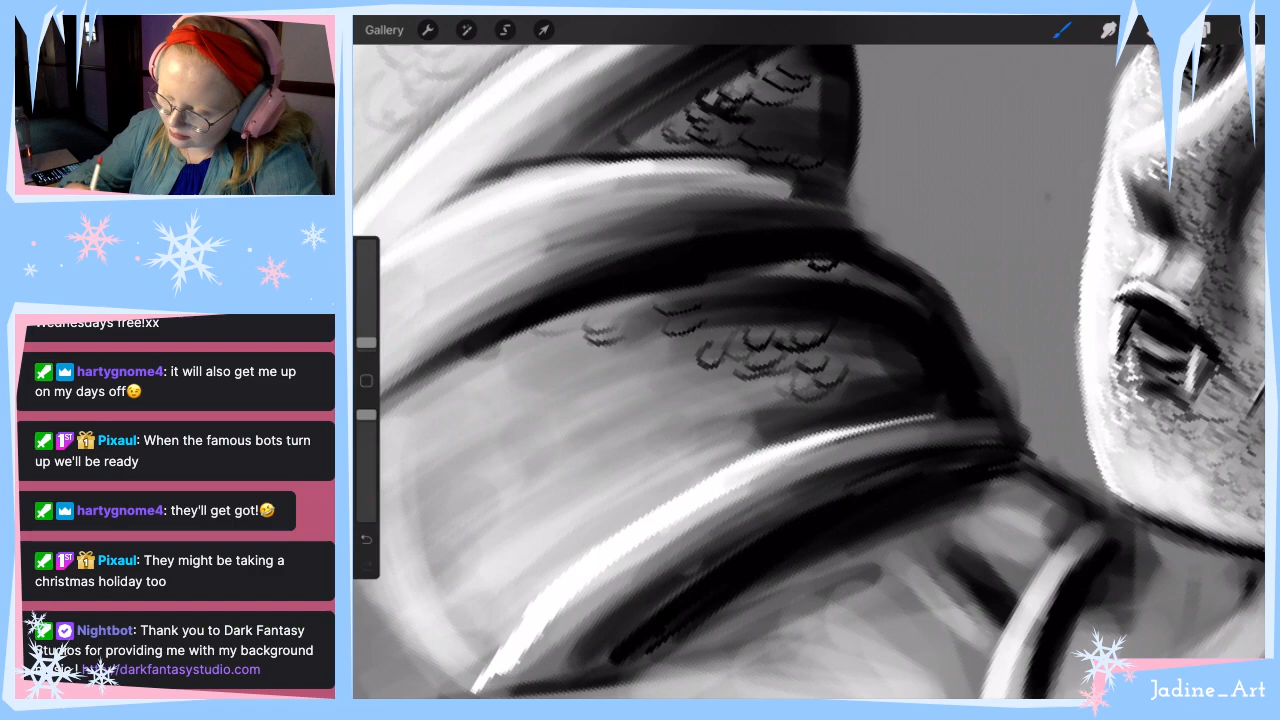 Gallery
Wednesdays free!xx
hartygnome4: it will also get me up
on my days off😉
Pixaul: When the famous bots turn
up we'll be ready
hartygnome4: they'll get got!🤣
Pixaul: They might be taking a
christmas holiday too
Nightbot: Thank you to Dark Fantasy
Studios for providing me with my background
darkfantasystudio.com
Jadine_Art